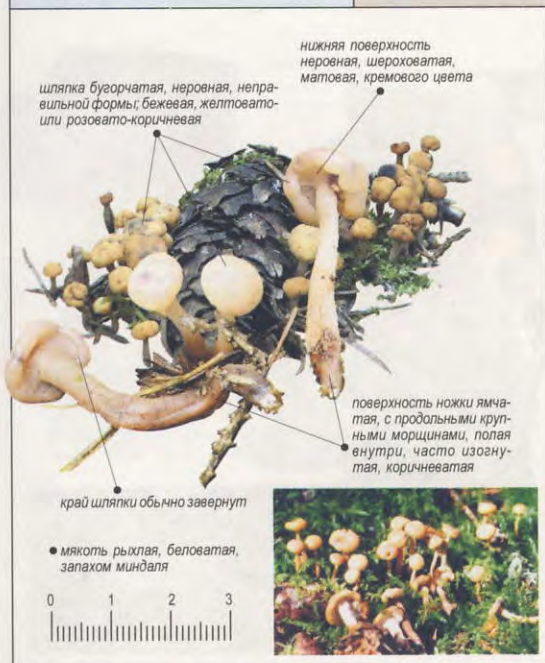 нижняя поверхность
неровная, шероховатая,
матовая, кремового цвета
шляпка бугорчатая, неровная, непра-
вильной формы; бежевая, желтовато-
или розовато-коричневая
поверхность ножки ямча-
тая, с продольными круп-
ными морщинами, полая
внутри, часто изогну-
тая, коричневатая
край шляпки обычно завернут
• мякоть рыхлая, беловатая,
запахом миндаля
0 1 2 3